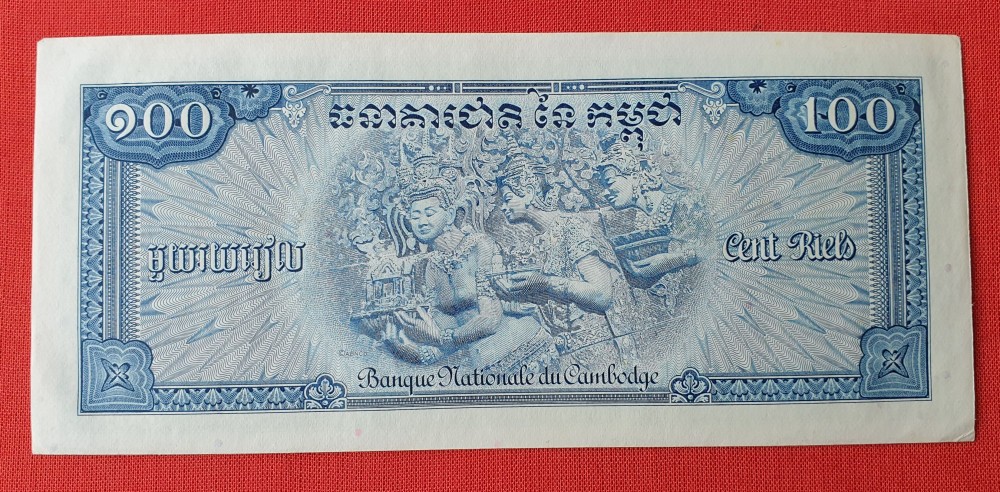 ១០០
ធនាគារជាតិ នៃ កម្ពុជា
100
មួយរយរៀល
Cent Riels
©ABNCO
Banque Nationale du Cambodge